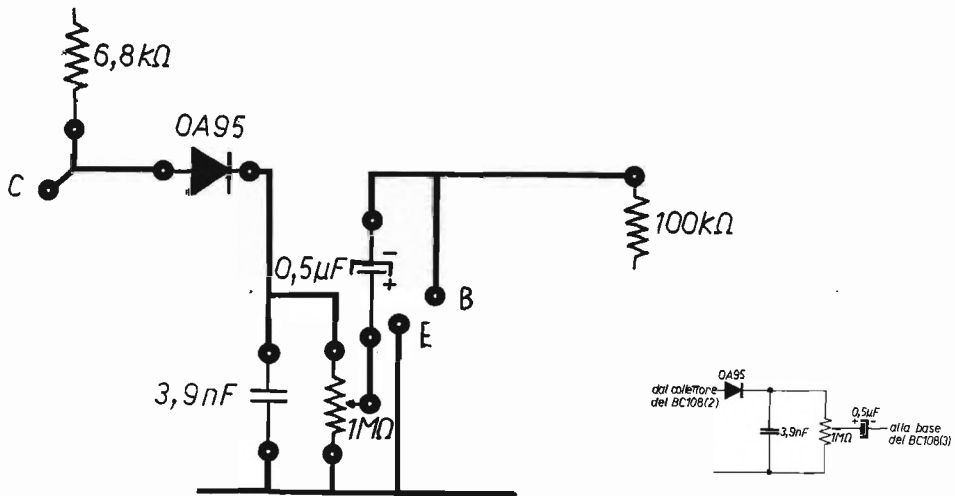 6,8KΩ
OA95
C
100KΩ
0,5µF
-
+
B
E
3,9nF
1MΩ
OA95
dal collettore
del BC108(2)
3,9nF
1MΩ
0,5µF
+ -
alla base
del BC108(3)